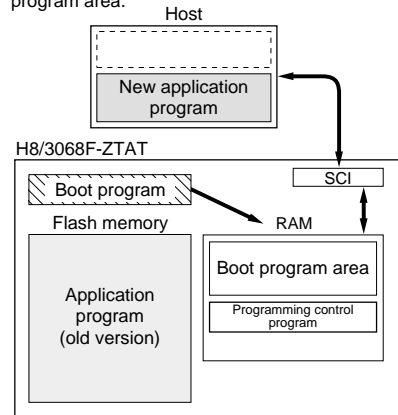 program area.
Host
New application
program
H8/3068F-ZTAT
SCI
Boot program
Flash memory
RAM
Boot program area
Application
program
(old version)
Programming control
program